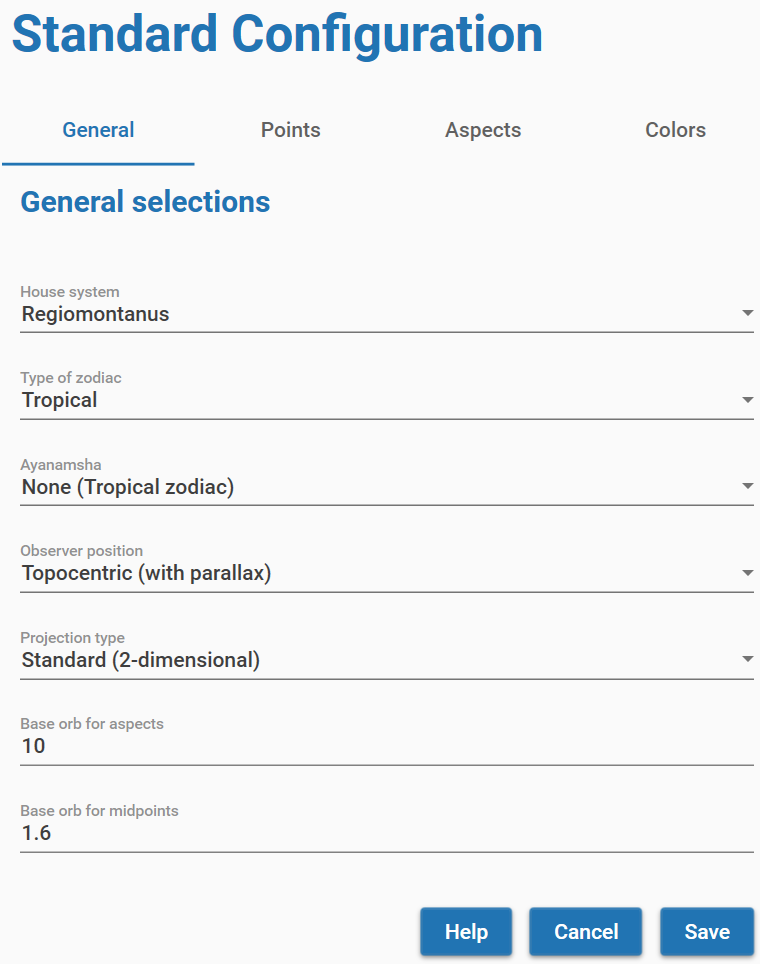 Standard Configuration
General Points Aspects Colors
General selections
House system
Regiomontanus
Type of zodiac
Tropical
Ayanamsha
None (Tropical zodiac)
Observer position
Topocentric (with parallax)
Projection type
Standard (2-dimensional)
Base orb for aspects
10
Base orb for midpoints
1.6
Help Cancel Save